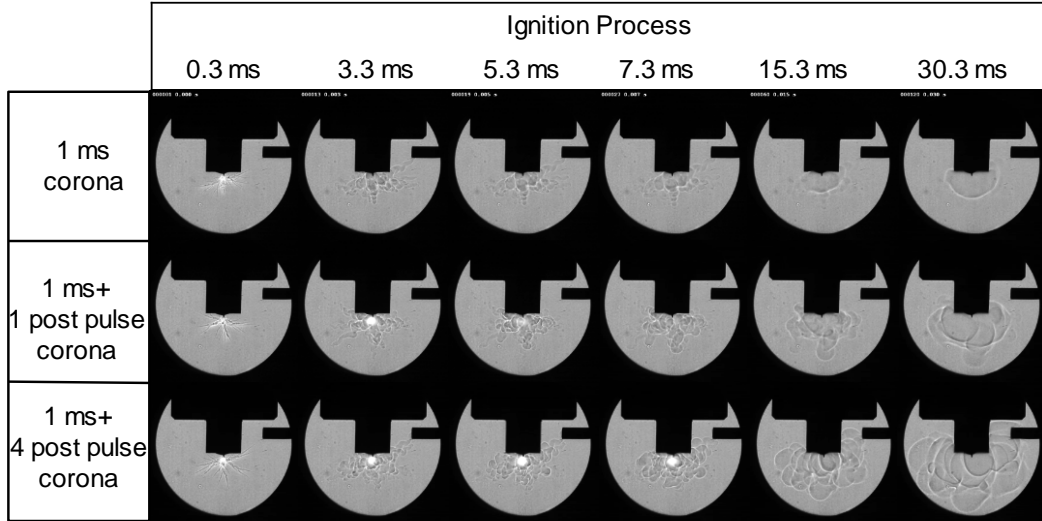 Ignition Process
0.3 ms 3.3 ms 5.3 ms 7.3 ms 15.3 ms 30.3 ms
1 ms
corona
1 ms+
1 post pulse
corona
1 ms+
4 post pulse
corona